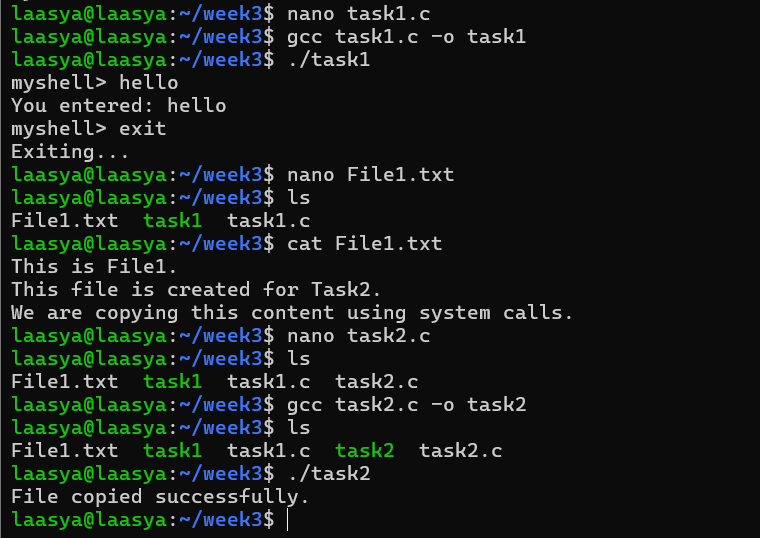 laasya@laasya:~/week3$ nano task1.c
laasya@laasya:~/week3$ gcc task1.c -o task1
laasya@laasya:~/week3$ ./task1
myshell> hello
You entered: hello
myshell> exit
Exiting...
laasya@laasya:~/week3$ nano File1.txt
laasya@laasya:~/week3$ ls
File1.txt  task1  task1.c
laasya@laasya:~/week3$ cat File1.txt
This is File1.
This file is created for Task2.
We are copying this content using system calls.
laasya@laasya:~/week3$ nano task2.c
laasya@laasya:~/week3$ ls
File1.txt  task1  task1.c  task2.c
laasya@laasya:~/week3$ gcc task2.c -o task2
laasya@laasya:~/week3$ ls
File1.txt  task1  task1.c  task2  task2.c
laasya@laasya:~/week3$ ./task2
File copied successfully.
laasya@laasya:~/week3$